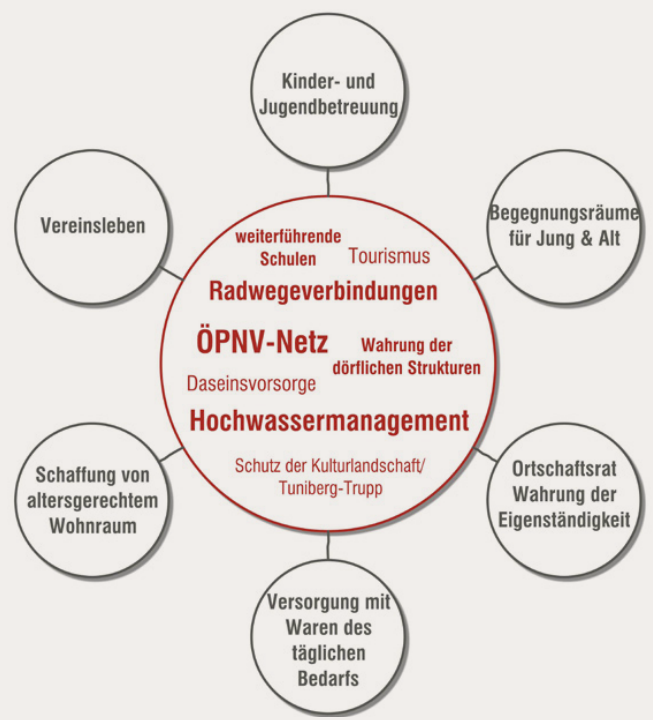 Kinder- und
Jugendbetreuung
Vereinsleben
Begegnungsräume
für Jung & Alt
weiterführende
Schulen
Tourismus
Radwegeverbindungen
ÖPNV-Netz
Wahrung der
dörflichen Strukturen
Daseinsvorsorge
Hochwassermanagement
Schutz der Kulturlandschaft/
Tuniberg-Trupp
Schaffung von
altersgerechtem
Wohnraum
Ortschaftsrat
Wahrung der
Eigenständigkeit
Versorgung mit
Waren des
täglichen
Bedarfs